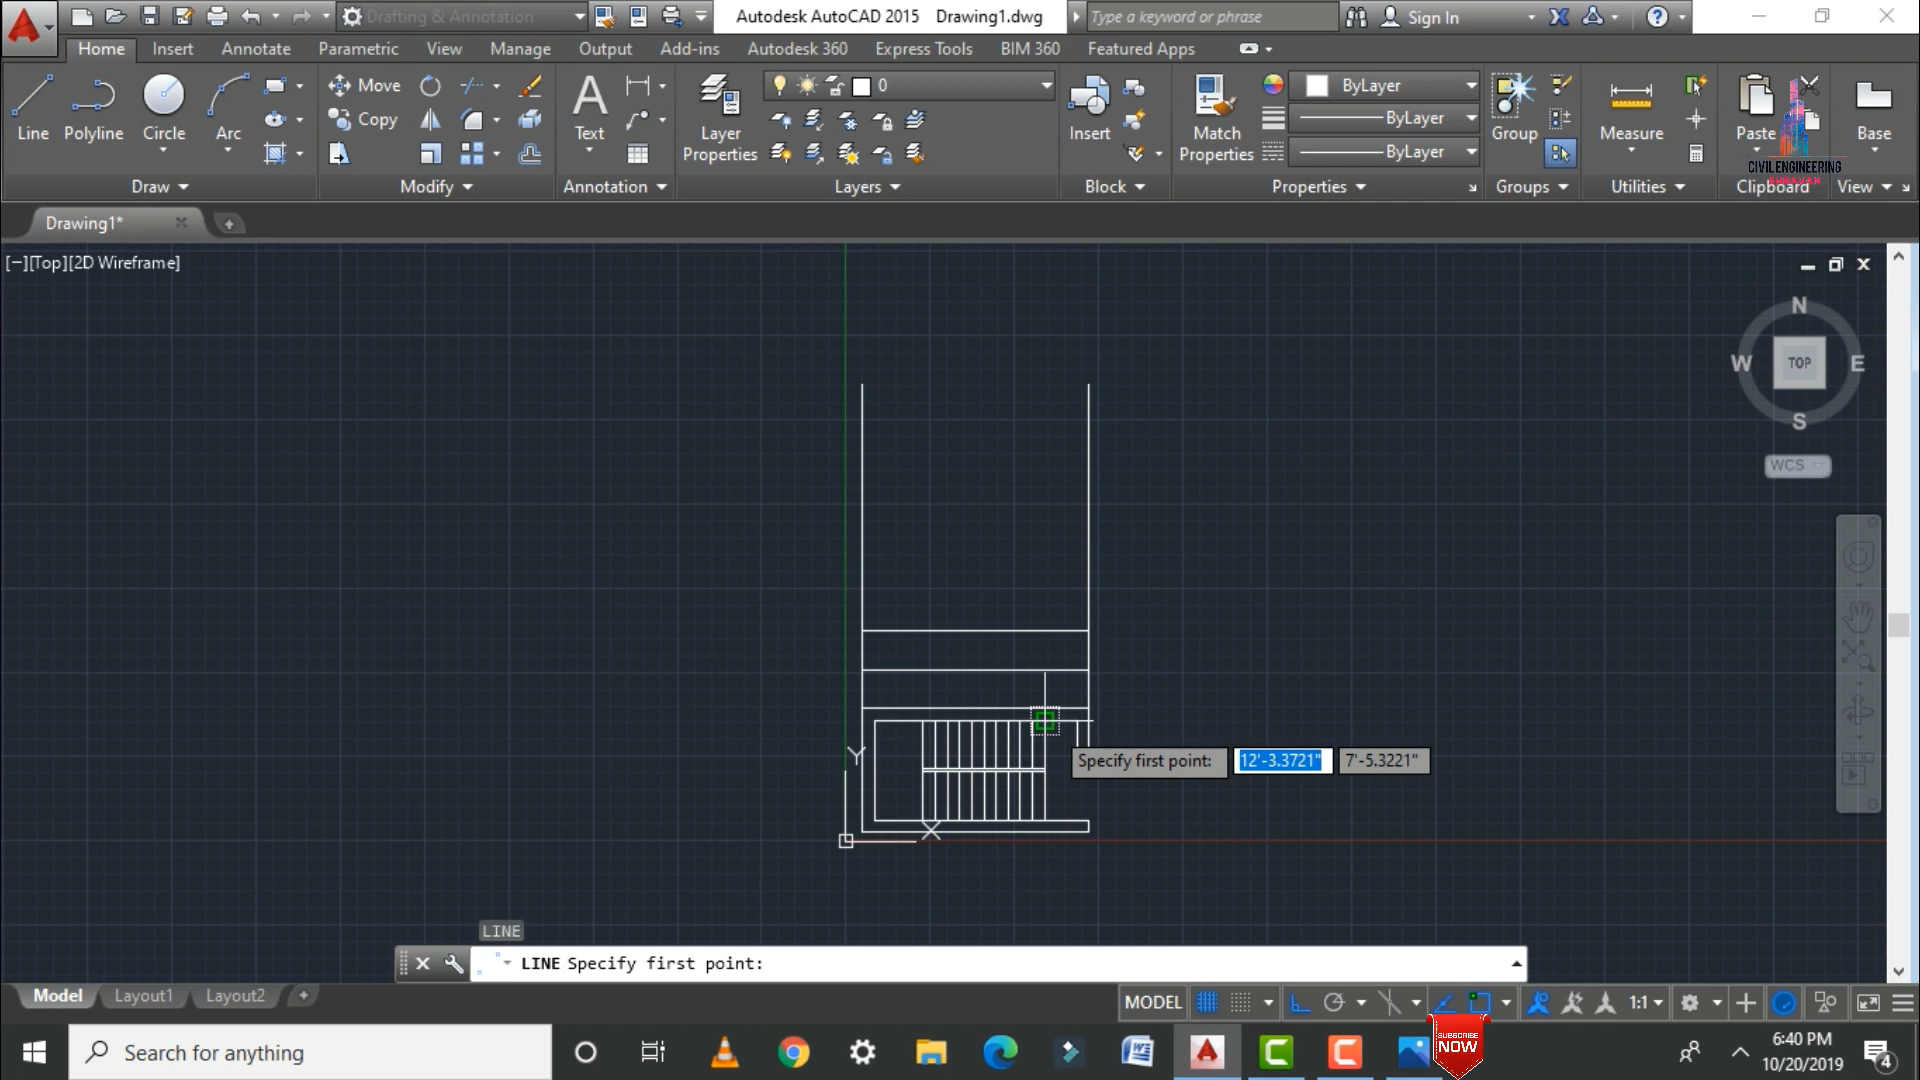 Drafting & Annotation
Autodesk AutoCAD 2015 Drawing1.dwg
Type a keyword or phrase
Sign In
Home Insert Annotate Parametric View Manage Output Add-ins Autodesk 360 Express Tools BIM 360 Featured Apps
Line Polyline Circle Arc
Draw
Move
Copy
Modify
A
Text
Annotation
Layer Properties
0
Layers
Insert
Block
Match Properties
ByLayer
ByLayer
ByLayer
Properties
Group
Groups
Measure
Utilities
Paste
Clipboard
CIVILENGINEERING
SHRAVAN
Base
View
Drawing1*
[−][Top][2D Wireframe]
N
W TOP E
S
WCS
Y
X
Specify first point: 12'-3.3721" 7'-5.3221"
LINE
LINE Specify first point:
Model Layout1 Layout2
MODEL 1:1
SUBSCRIBE
NOW
Search for anything
6:40 PM
10/20/2019
4